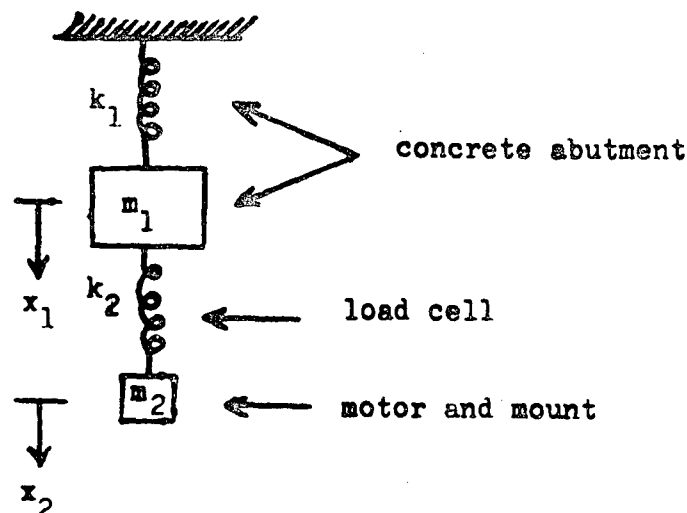 k1
concrete abutment
m1
x1
k2
load cell
m2
motor and mount
x2